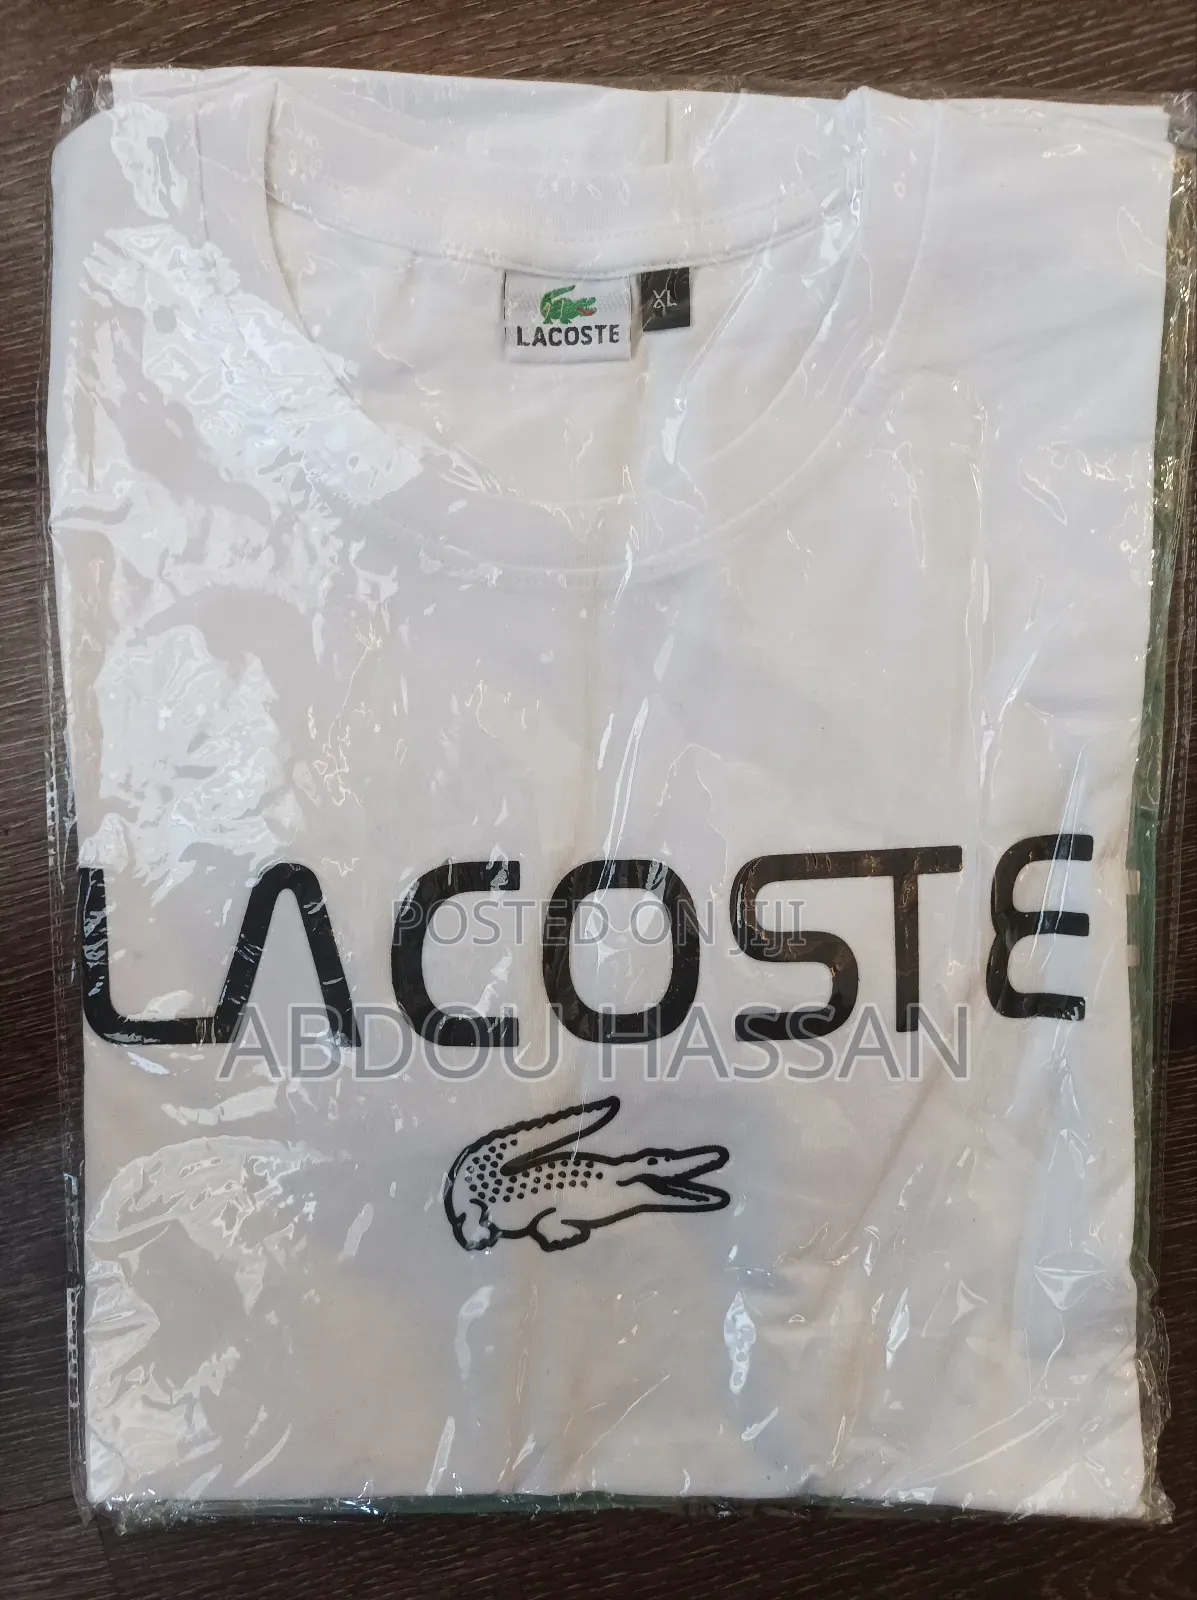 LACOSTE
XL
LACOSTE
POSTED ON JIJI
ABDOU HASSAN